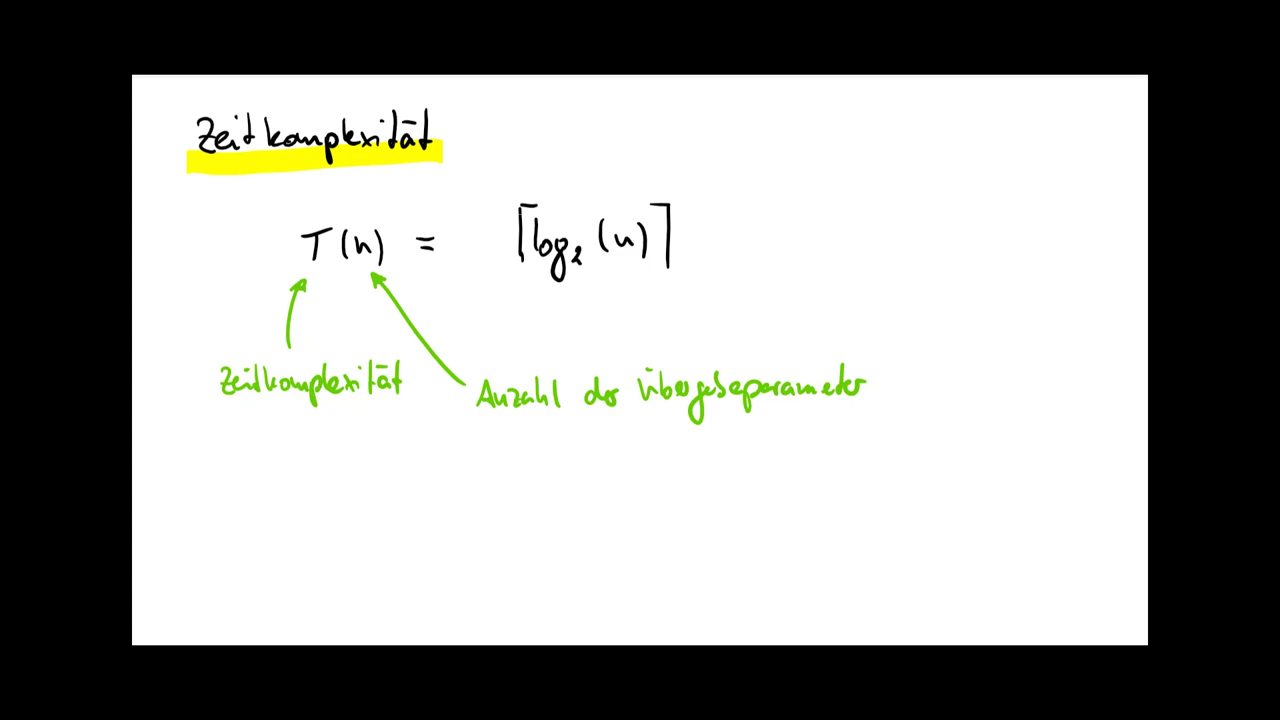 Zeitkomplexität
T(n) = ⌈log₂(n)⌉
Zeitkomplexität
Anzahl der Übergabeparameter